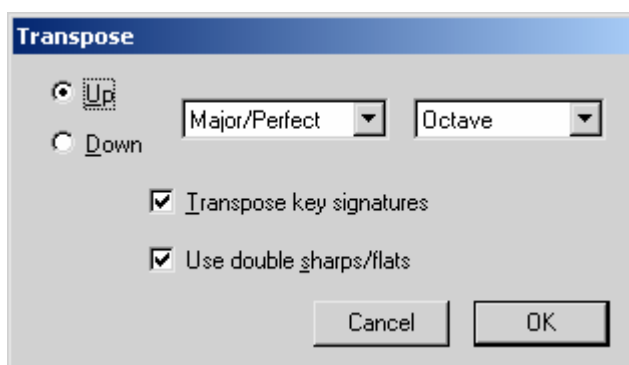 Transpose
Up
Major/Perfect Octave
Down
Transpose key signatures
Use double sharps/flats
Cancel OK